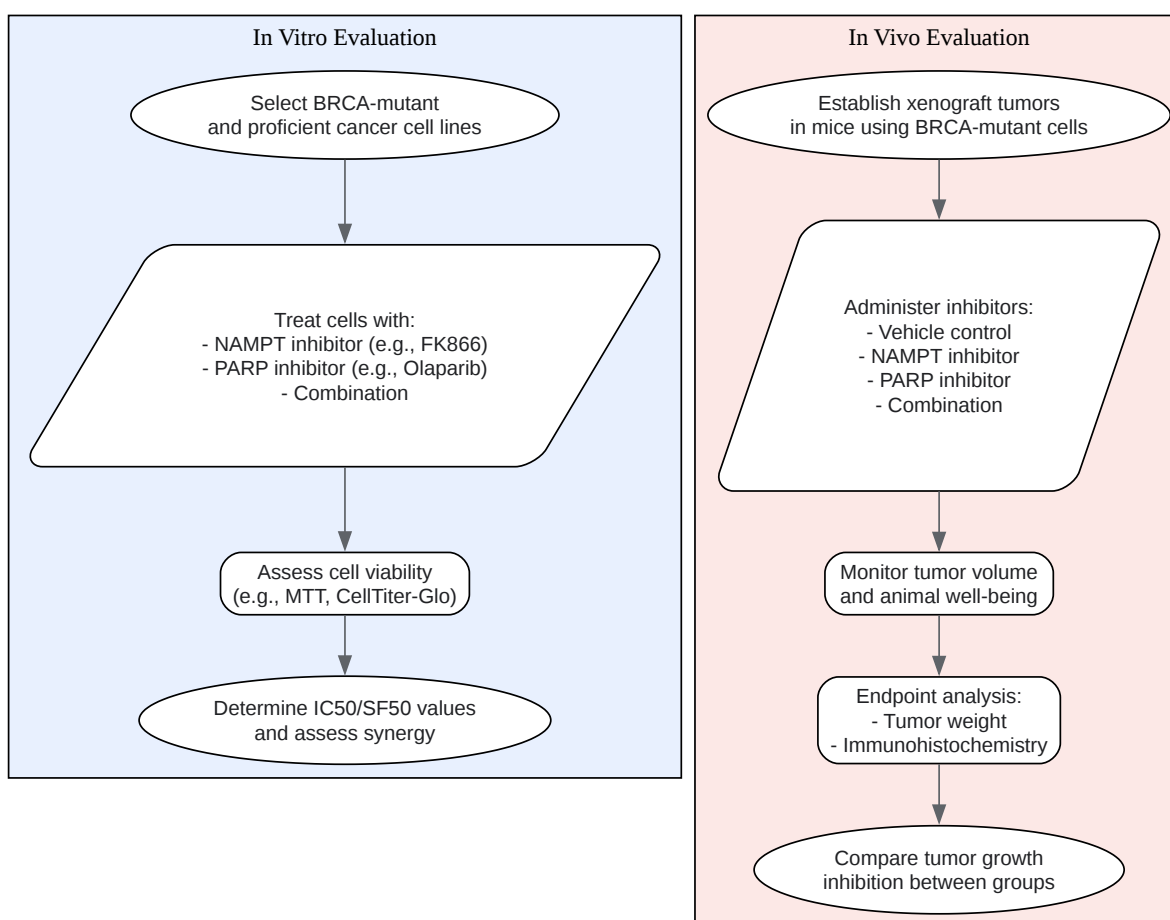 In Vitro Evaluation
Select BRCA-mutant
and proficient cancer cell lines
Treat cells with:
- NAMPT inhibitor (e.g., FK866)
- PARP inhibitor (e.g., Olaparib)
- Combination
Assess cell viability
(e.g., MTT, CellTiter-Glo)
Determine IC50/SF50 values
and assess synergy
In Vivo Evaluation
Establish xenograft tumors
in mice using BRCA-mutant cells
Administer inhibitors:
- Vehicle control
- NAMPT inhibitor
- PARP inhibitor
- Combination
Monitor tumor volume
and animal well-being
Endpoint analysis:
- Tumor weight
- Immunohistochemistry
Compare tumor growth
inhibition between groups